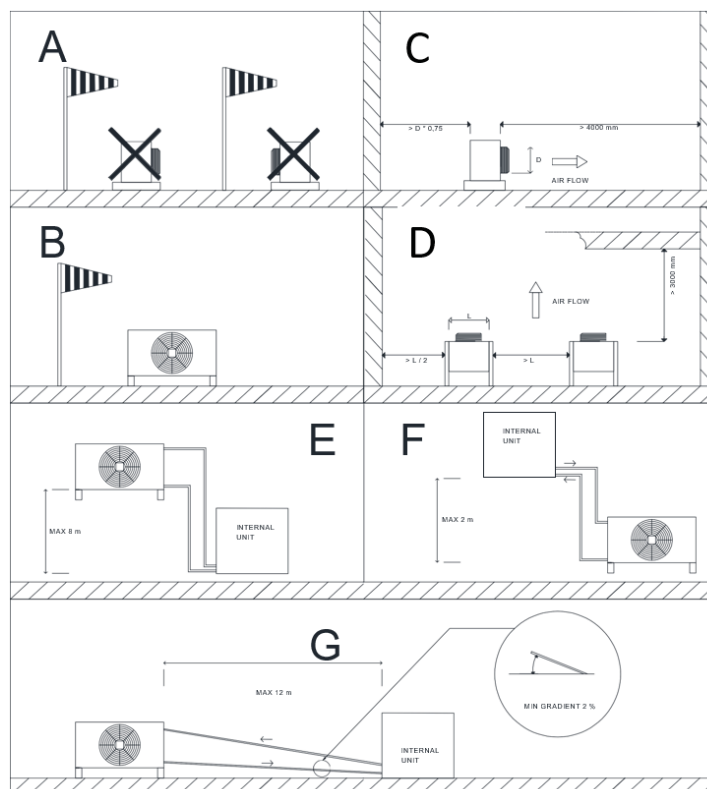 A
B
C
> D * 0,75
> 4000 mm
D
AIR FLOW
D
L
AIR FLOW
> 3000 mm
> L / 2
> L
E
MAX 8 m
INTERNAL
UNIT
F
INTERNAL
UNIT
MAX 2 m
G
MAX 12 m
INTERNAL
UNIT
MIN GRADIENT 2 %